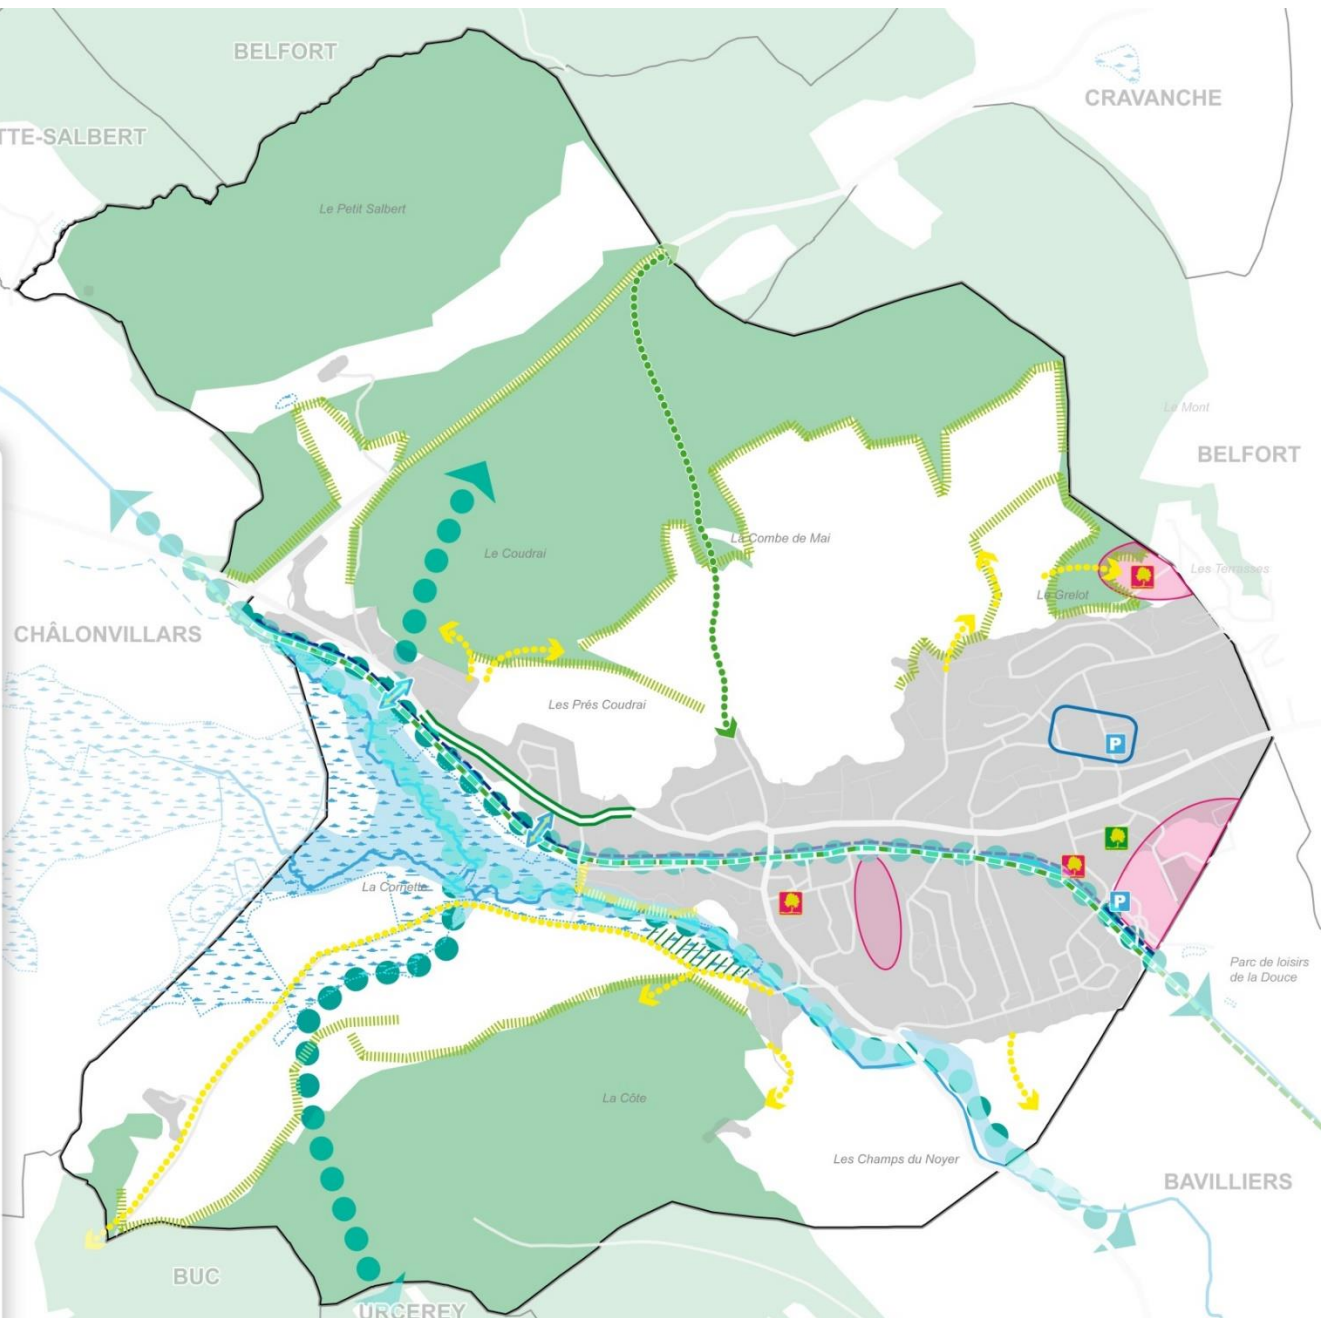 BELFORT
CRAVANCHE
TTE-SALBERT
Le Petit Salbert
Le Mont
BELFORT
La Combe de Mai
Le Coudrai
Les Terrasses
Le Grelot
CHÂLONVILLARS
Les Prés Coudrai
P
La Cornette
P
Parc de loisirs
de la Douce
La Côte
Les Champs du Noyer
BAVILLIERS
BUC
URCEREY